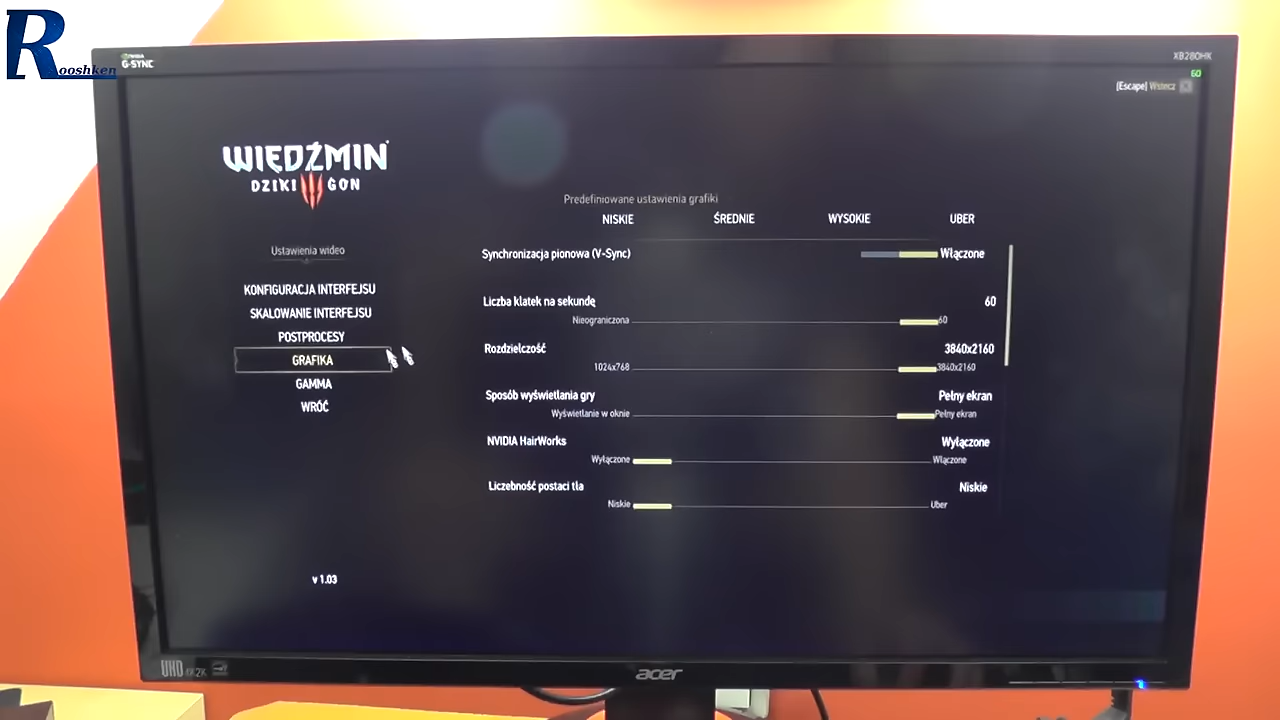 Rooshken
NVIDIA
G-SYNC
XB280HK
60
[Escape] Wstecz
WIEDŹMIN
DZIKI GON
Predefiniowane ustawienia grafiki
NISKIE ŚREDNIE WYSOKIE UBER
Ustawienia wideo
KONFIGURACJA INTERFEJSU
SKALOWANIE INTERFEJSU
POSTPROCESY
GRAFIKA
GAMMA
WRÓĆ
v 1.03
Synchronizacja pionowa (V-Sync) Włączone
Liczba klatek na sekundę 60
Nieograniczona 60
Rozdzielczość 3840x2160
1024x768 3840x2160
Sposób wyświetlania gry Pełny ekran
Wyświetlanie w oknie Pełny ekran
NVIDIA HairWorks Wyłączone
Wyłączone Włączone
Liczebność postaci tła Niskie
Niskie Uber
UHD 4K2K
acer